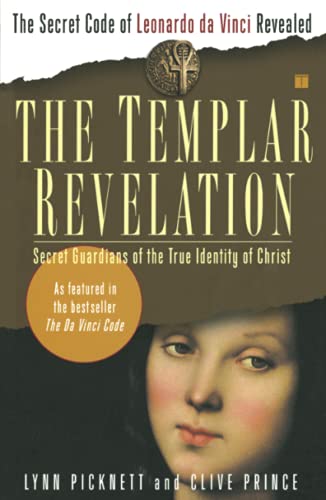 The Secret Code of Leonardo da Vinci Revealed
THE TEMPLAR
REVELATION
Secret Guardians of the True Identity of Christ
As featured in
the bestseller
The Da Vinci Code
LYNN PICKNETT and CLIVE PRINCE